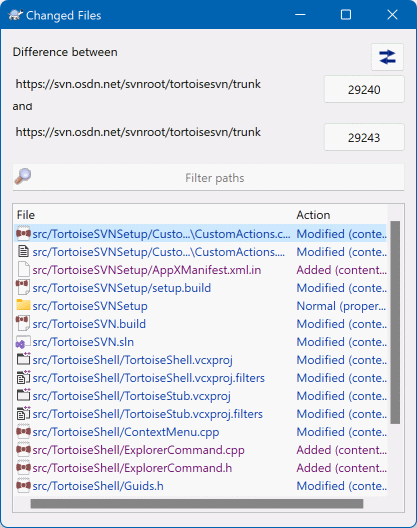 Changed Files
Difference between
https://svn.osdn.net/svnroot/tortoisesvn/trunk
29240
and
https://svn.osdn.net/svnroot/tortoisesvn/trunk
29243
Filter paths
File Action
src/TortoiseSVNSetup/Custo...\CustomActions.c... Modified (conte...
src/TortoiseSVNSetup/Custo...\CustomActions.... Modified (conte...
src/TortoiseSVNSetup/AppXManifest.xml.in Added (content...
src/TortoiseSVNSetup/setup.build Modified (conte...
src/TortoiseSVNSetup Normal (proper...
src/TortoiseSVN.build Modified (conte...
src/TortoiseSVN.sln Modified (conte...
src/TortoiseShell/TortoiseShell.vcxproj Modified (conte...
src/TortoiseShell/TortoiseShell.vcxproj.filters Modified (conte...
src/TortoiseShell/TortoiseStub.vcxproj Modified (conte...
src/TortoiseShell/TortoiseStub.vcxproj.filters Modified (conte...
src/TortoiseShell/ContextMenu.cpp Modified (conte...
src/TortoiseShell/ExplorerCommand.cpp Added (content...
src/TortoiseShell/ExplorerCommand.h Added (content...
src/TortoiseShell/Guids.h Modified (conte...